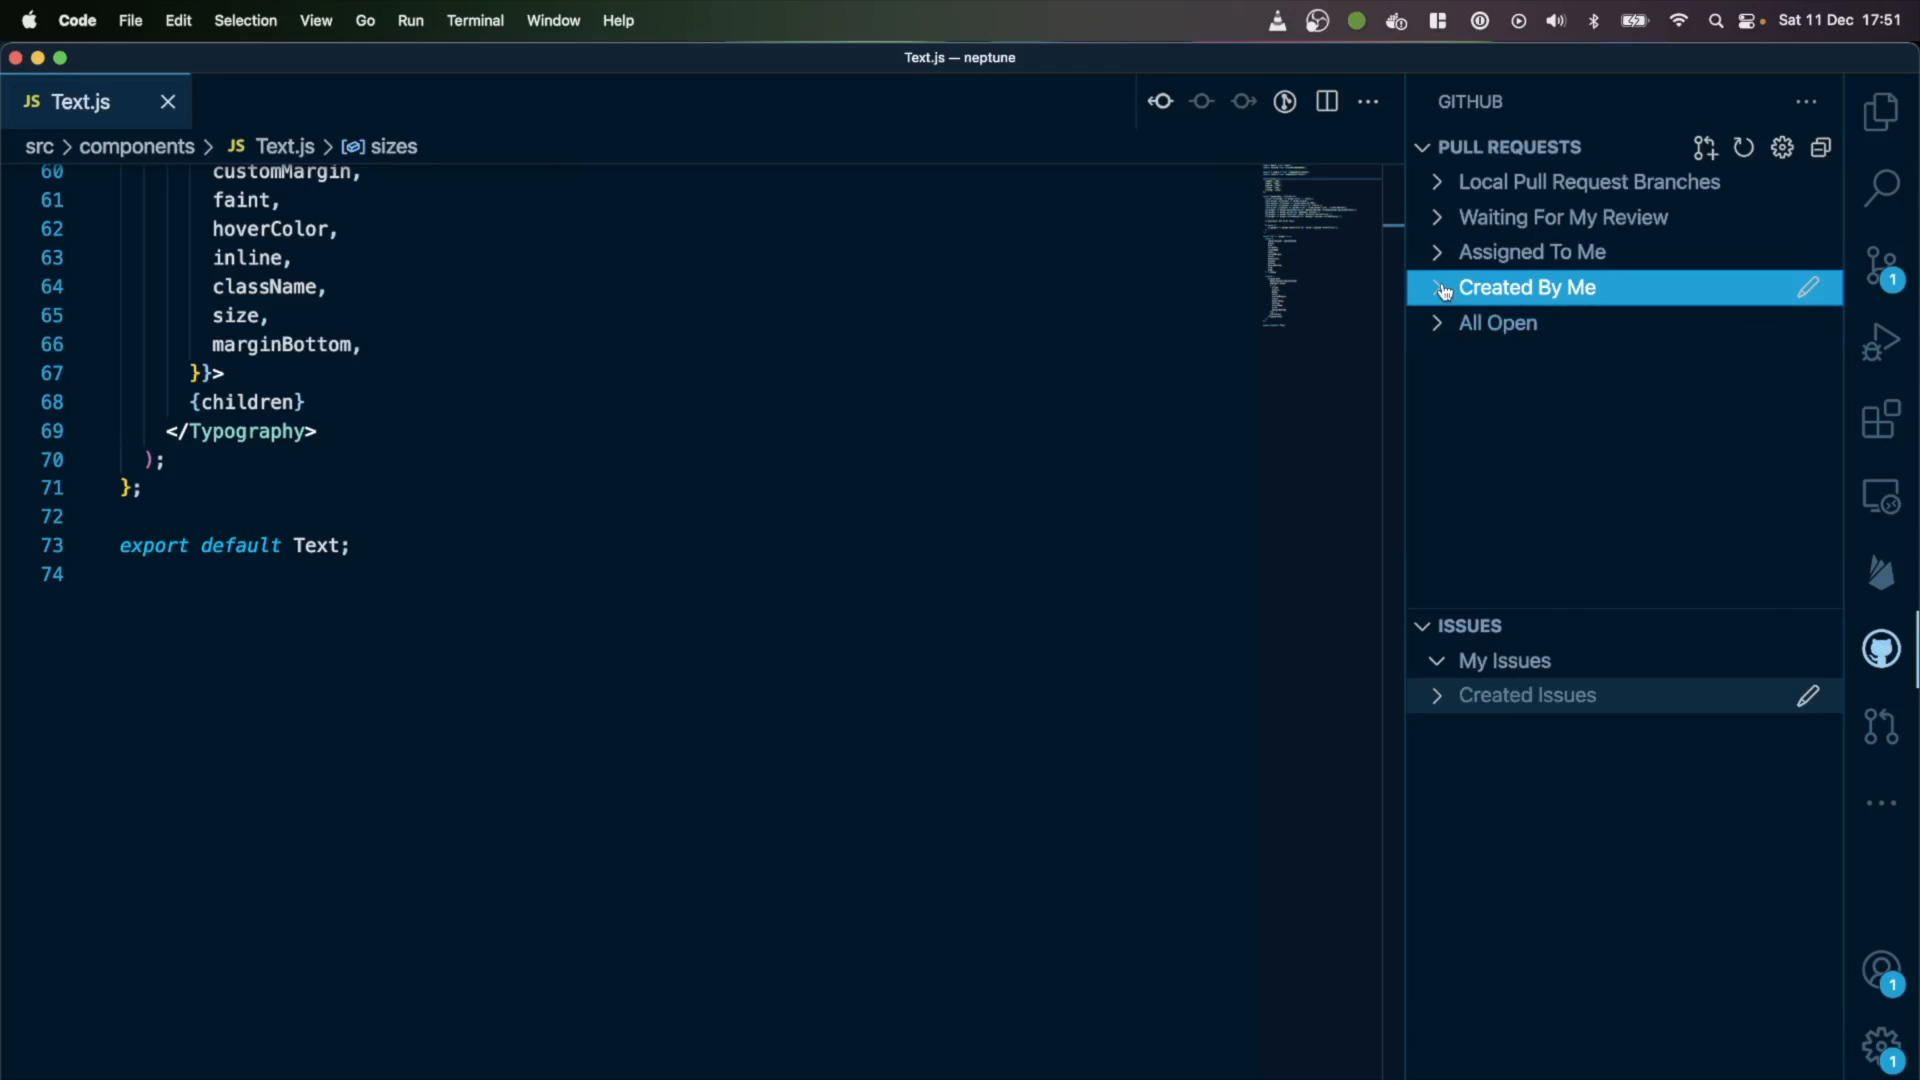 Code File Edit Selection View Go Run Terminal Window Help Sat 11 Dec 17:51
Text.js — neptune
JS Text.js
src > components > JS Text.js > sizes
60 customMargin,
61 faint,
62 hoverColor,
63 inline,
64 className,
65 size,
66 marginBottom,
67 }}>
68 {children}
69 </Typography>
70 );
71 };
72
73 export default Text;
74
GITHUB
PULL REQUESTS
Local Pull Request Branches
Waiting For My Review
Assigned To Me
Created By Me
All Open
ISSUES
My Issues
Created Issues
1
1
1